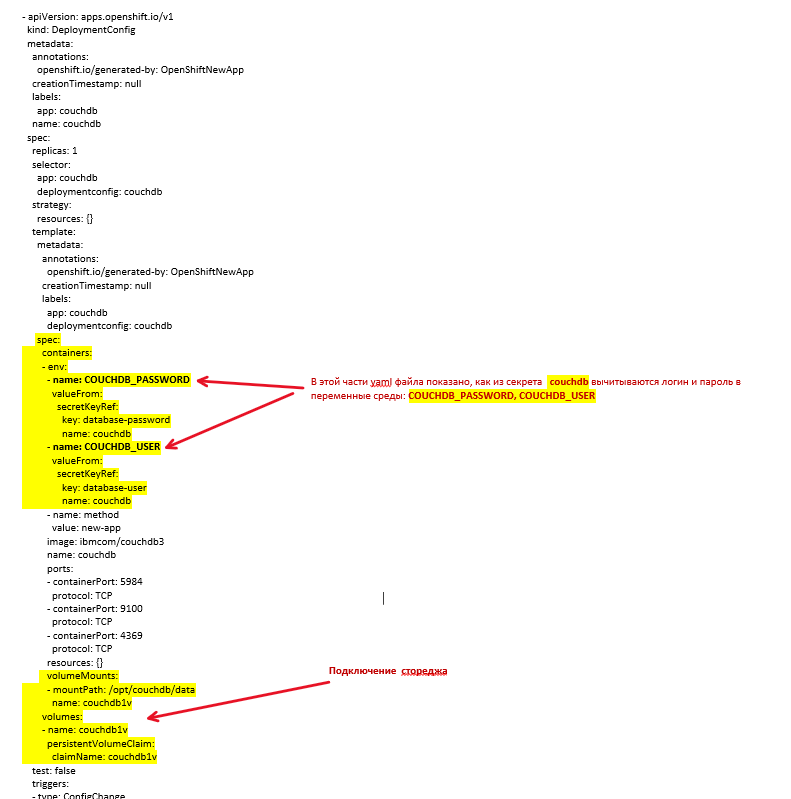 - apiVersion: apps.openshift.io/v1
kind: DeploymentConfig
metadata:
annotations:
openshift.io/generated-by: OpenShiftNewApp
creationTimestamp: null
labels:
app: couchdb
name: couchdb
spec:
replicas: 1
selector:
app: couchdb
deploymentconfig: couchdb
strategy:
resources: {}
template:
metadata:
annotations:
openshift.io/generated-by: OpenShiftNewApp
creationTimestamp: null
labels:
app: couchdb
deploymentconfig: couchdb
spec:
containers:
- env:
- name: COUCHDB_PASSWORD
valueFrom:
secretKeyRef:
key: database-password
name: couchdb
- name: COUCHDB_USER
valueFrom:
secretKeyRef:
key: database-user
name: couchdb
- name: method
value: new-app
image: ibmcom/couchdb3
name: couchdb
ports:
- containerPort: 5984
protocol: TCP
- containerPort: 9100
protocol: TCP
- containerPort: 4369
protocol: TCP
resources: {}
volumeMounts:
- mountPath: /opt/couchdb/data
name: couchdb1v
volumes:
- name: couchdb1v
persistentVolumeClaim:
claimName: couchdb1v
test: false
triggers:
- type: ConfigChange
В этой части yaml файла показано, как из секрета couchdb вычитываются логин и пароль в
переменные среды: COUCHDB_PASSWORD, COUCHDB_USER
Подключение стореджа